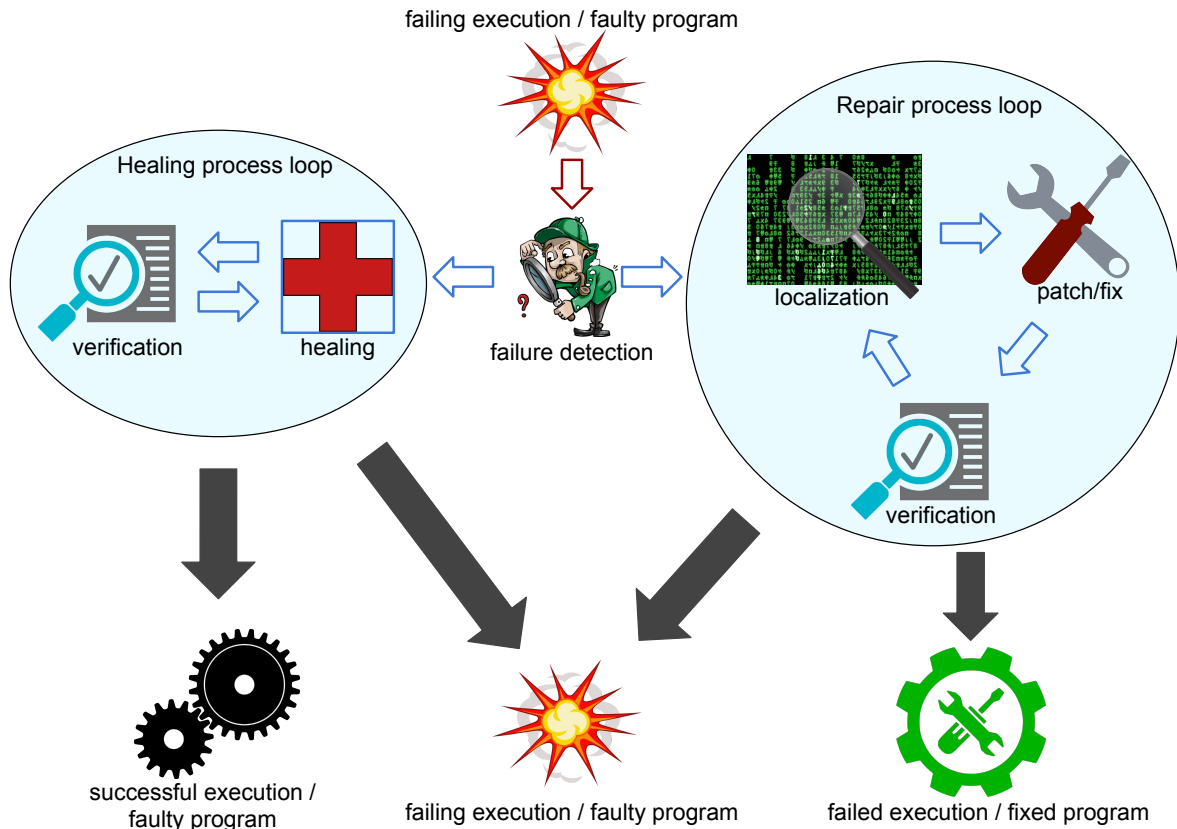 failing execution / faulty program
Healing process loop
verification
healing
?
failure detection
Repair process loop
localization
patch/fix
verification
successful execution /
faulty program
failing execution / faulty program
failed execution / fixed program